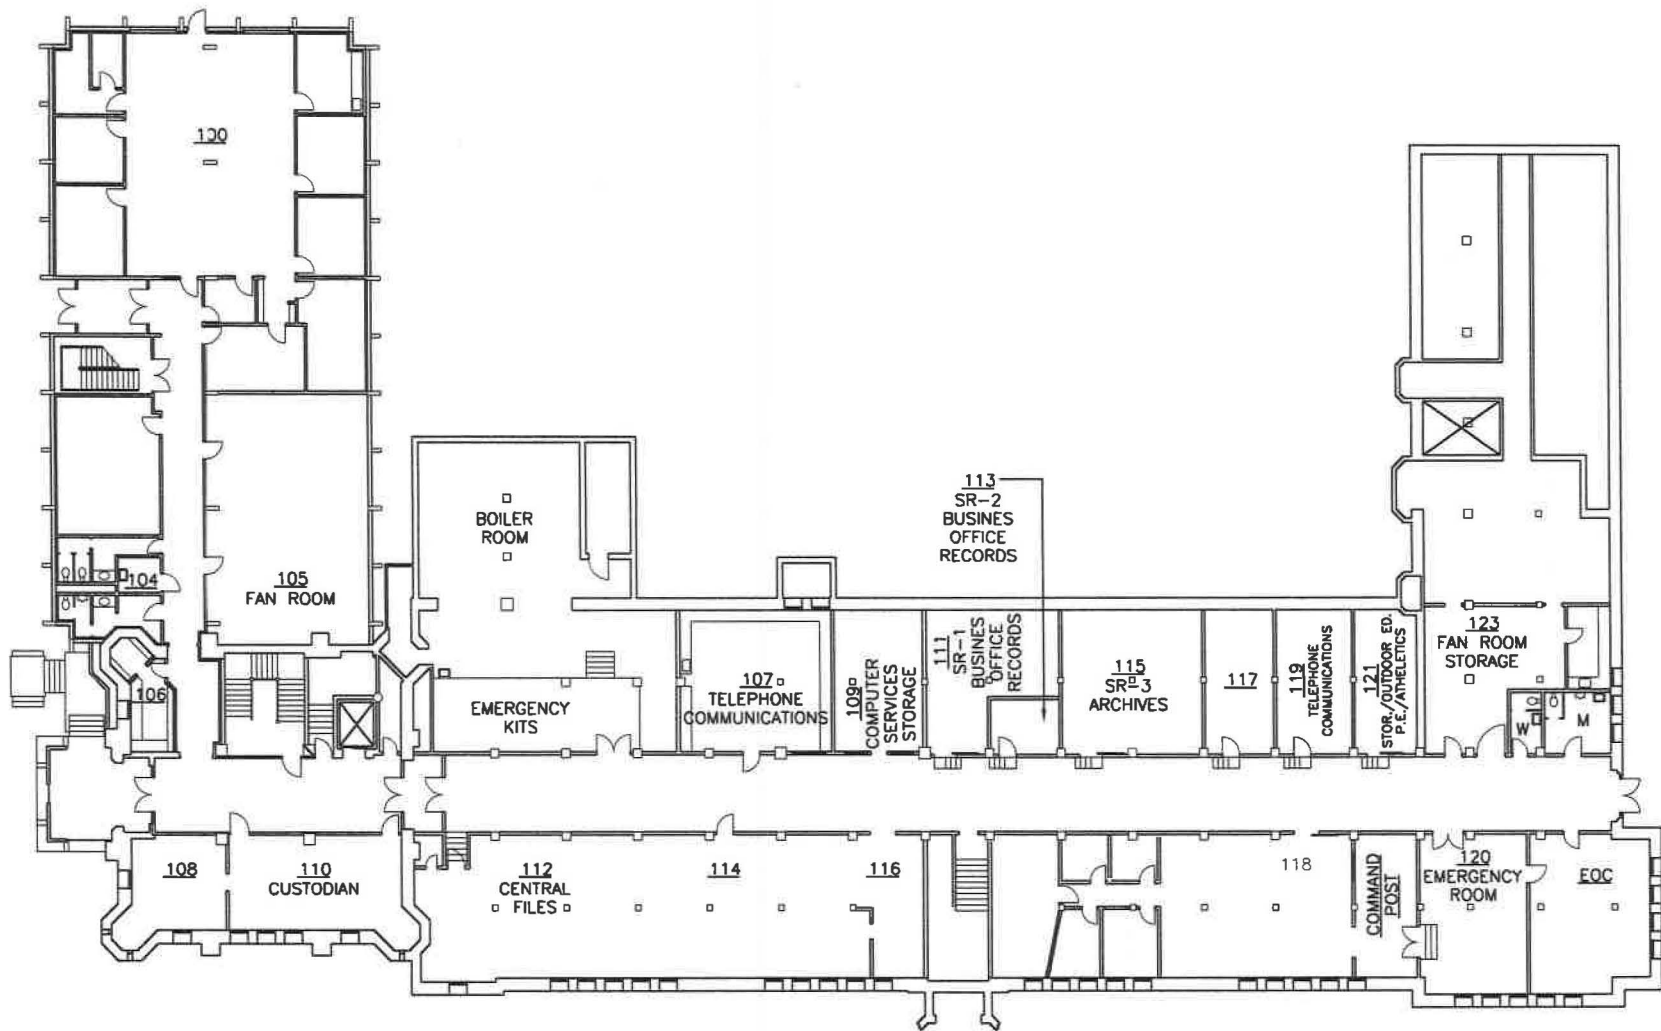 100
113
SR-2
BUSINES
OFFICE
RECORDS
BOILER
ROOM
104
105
FAN ROOM
106
EMERGENCY
KITS
107
TELEPHONE
COMMUNICATIONS
109
COMPUTER
SERVICES
STORAGE
111
SR-1
BUSINES
OFFICE
RECORDS
115
SR-3
ARCHIVES
117
119
TELEPHONE
COMMUNICATIONS
121
STOR./OUTDOOR ED.
P.E./ATHELETICS
123
FAN ROOM
STORAGE
W
M
108
110
CUSTODIAN
112
CENTRAL
FILES
114
116
118
COMMAND
POST
120
EMERGENCY
ROOM
EOC